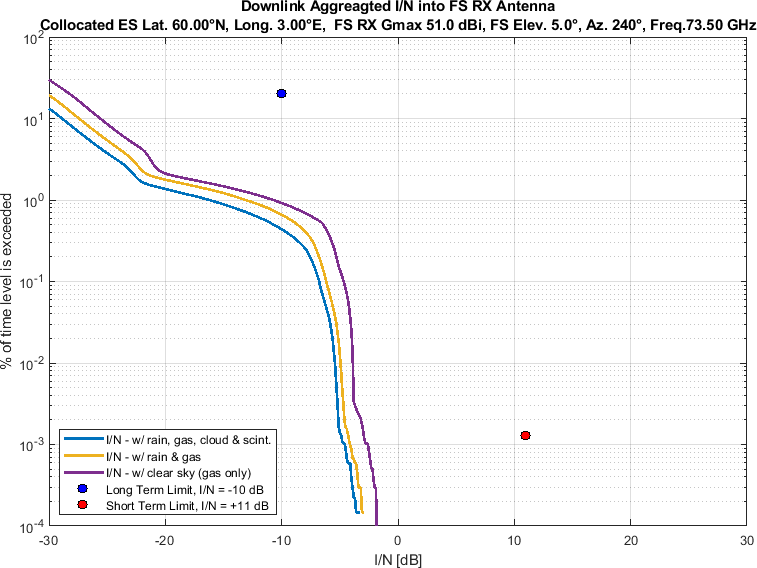 Downlink Aggreagted I/N into FS RX Antenna
Collocated ES Lat. 60.00°N, Long. 3.00°E,  FS RX Gmax 51.0 dBi, FS Elev. 5.0°, Az. 240°, Freq.73.50 GHz
% of time level is exceeded
10^2
10^1
10^0
10^-1
10^-2
10^-3
10^-4
I/N - w/ rain, gas, cloud & scint.
I/N - w/ rain & gas
I/N - w/ clear sky (gas only)
Long Term Limit, I/N = -10 dB
Short Term Limit, I/N = +11 dB
-30 -20 -10 0 10 20 30
I/N [dB]